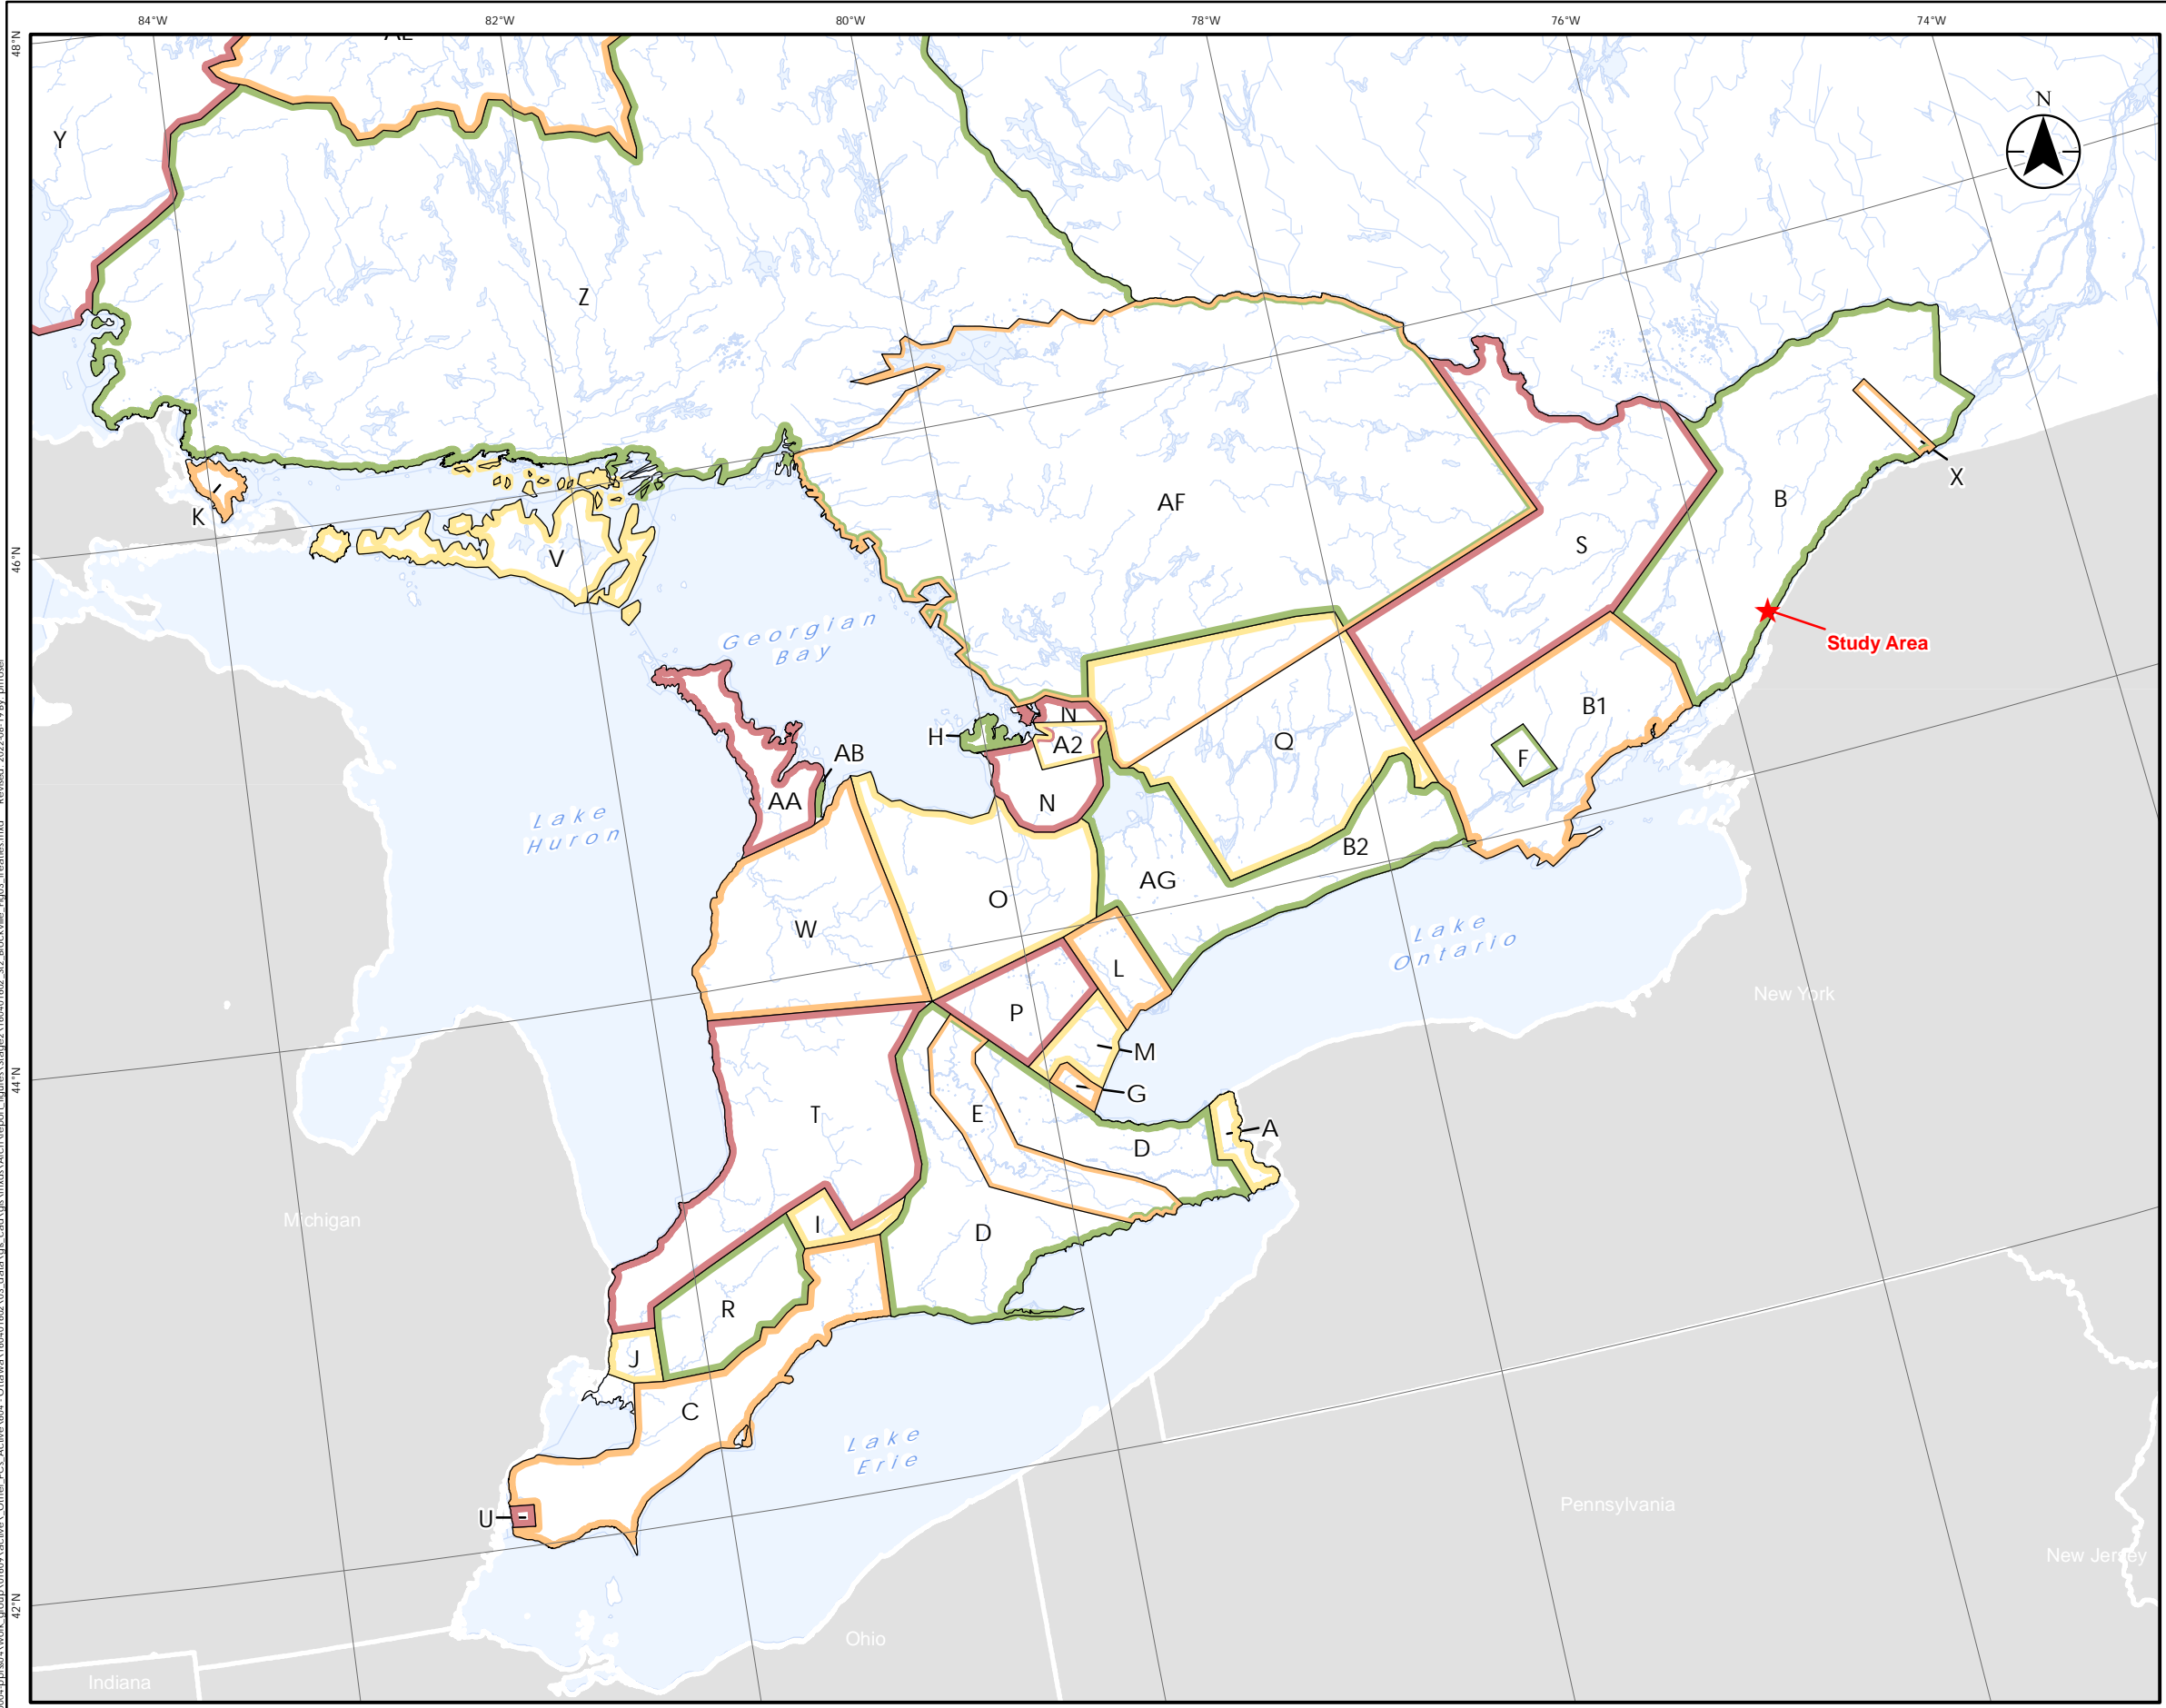 84°W
82°W
80°W
78°W
76°W
74°W
48°N
N
Y
Z
B
X
AF
K
S
V
Georgian
Bay
Study Area
N
B1
H
A2
Q
AB
F
AA
N
Lake
Huron
B2
AG
O
W
Lake
Ontario
46°N
L
New York
P
M
44°N
G
T
E
A
D
Michigan
I
D
R
J
C
Lake
Erie
Pennsylvania
U
New Jersey
42°N
Ohio
Indiana